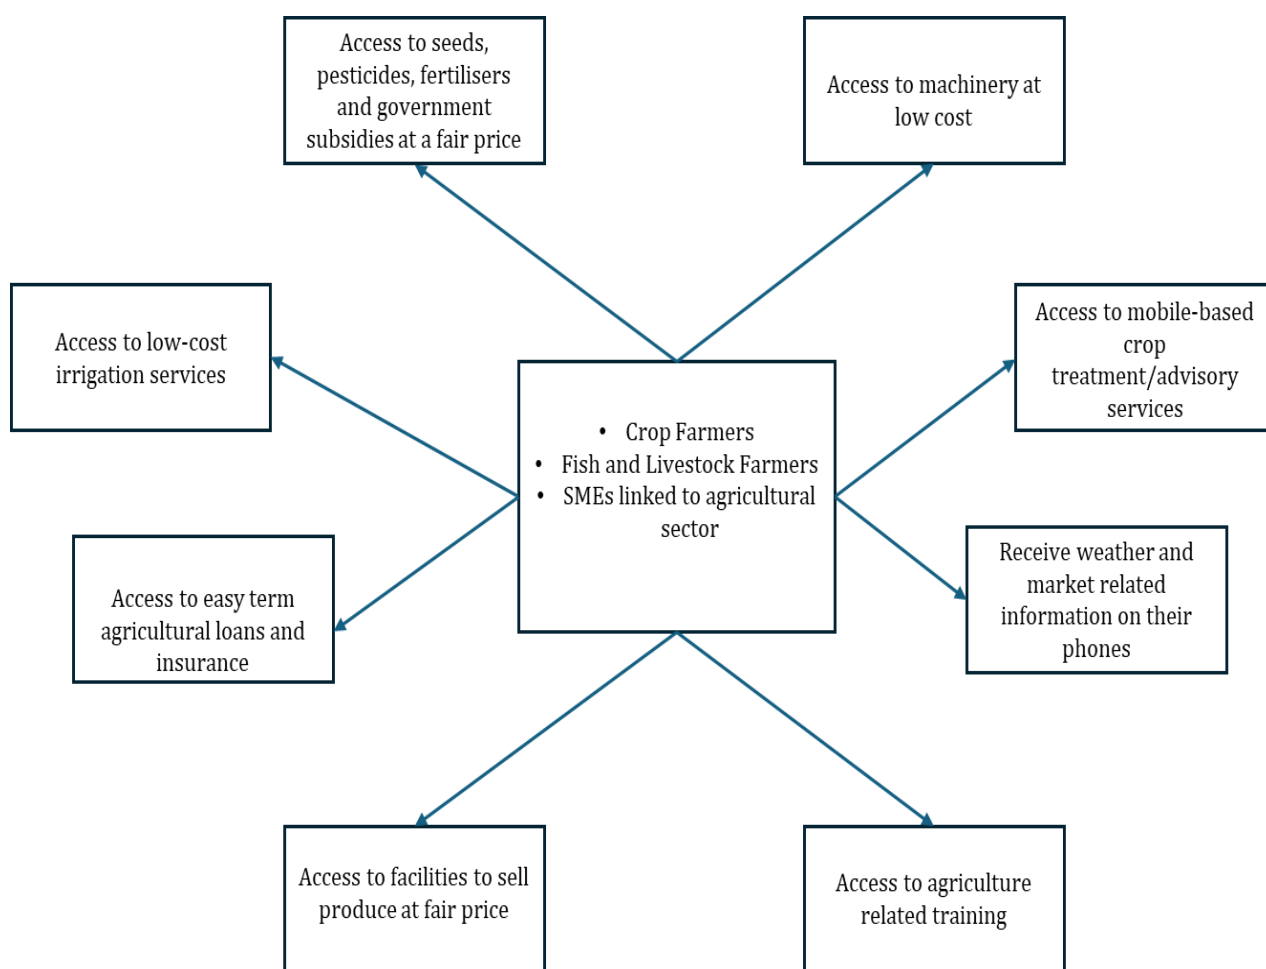 Access to seeds,
pesticides, fertilisers
and government
subsidies at a fair price
Access to machinery at
low cost
Access to low-cost
irrigation services
Access to mobile-based
crop
treatment/advisory
services
• Crop Farmers
• Fish and Livestock Farmers
• SMEs linked to agricultural
sector
Access to easy term
agricultural loans and
insurance
Receive weather and
market related
information on their
phones
Access to facilities to sell
produce at fair price
Access to agriculture
related training